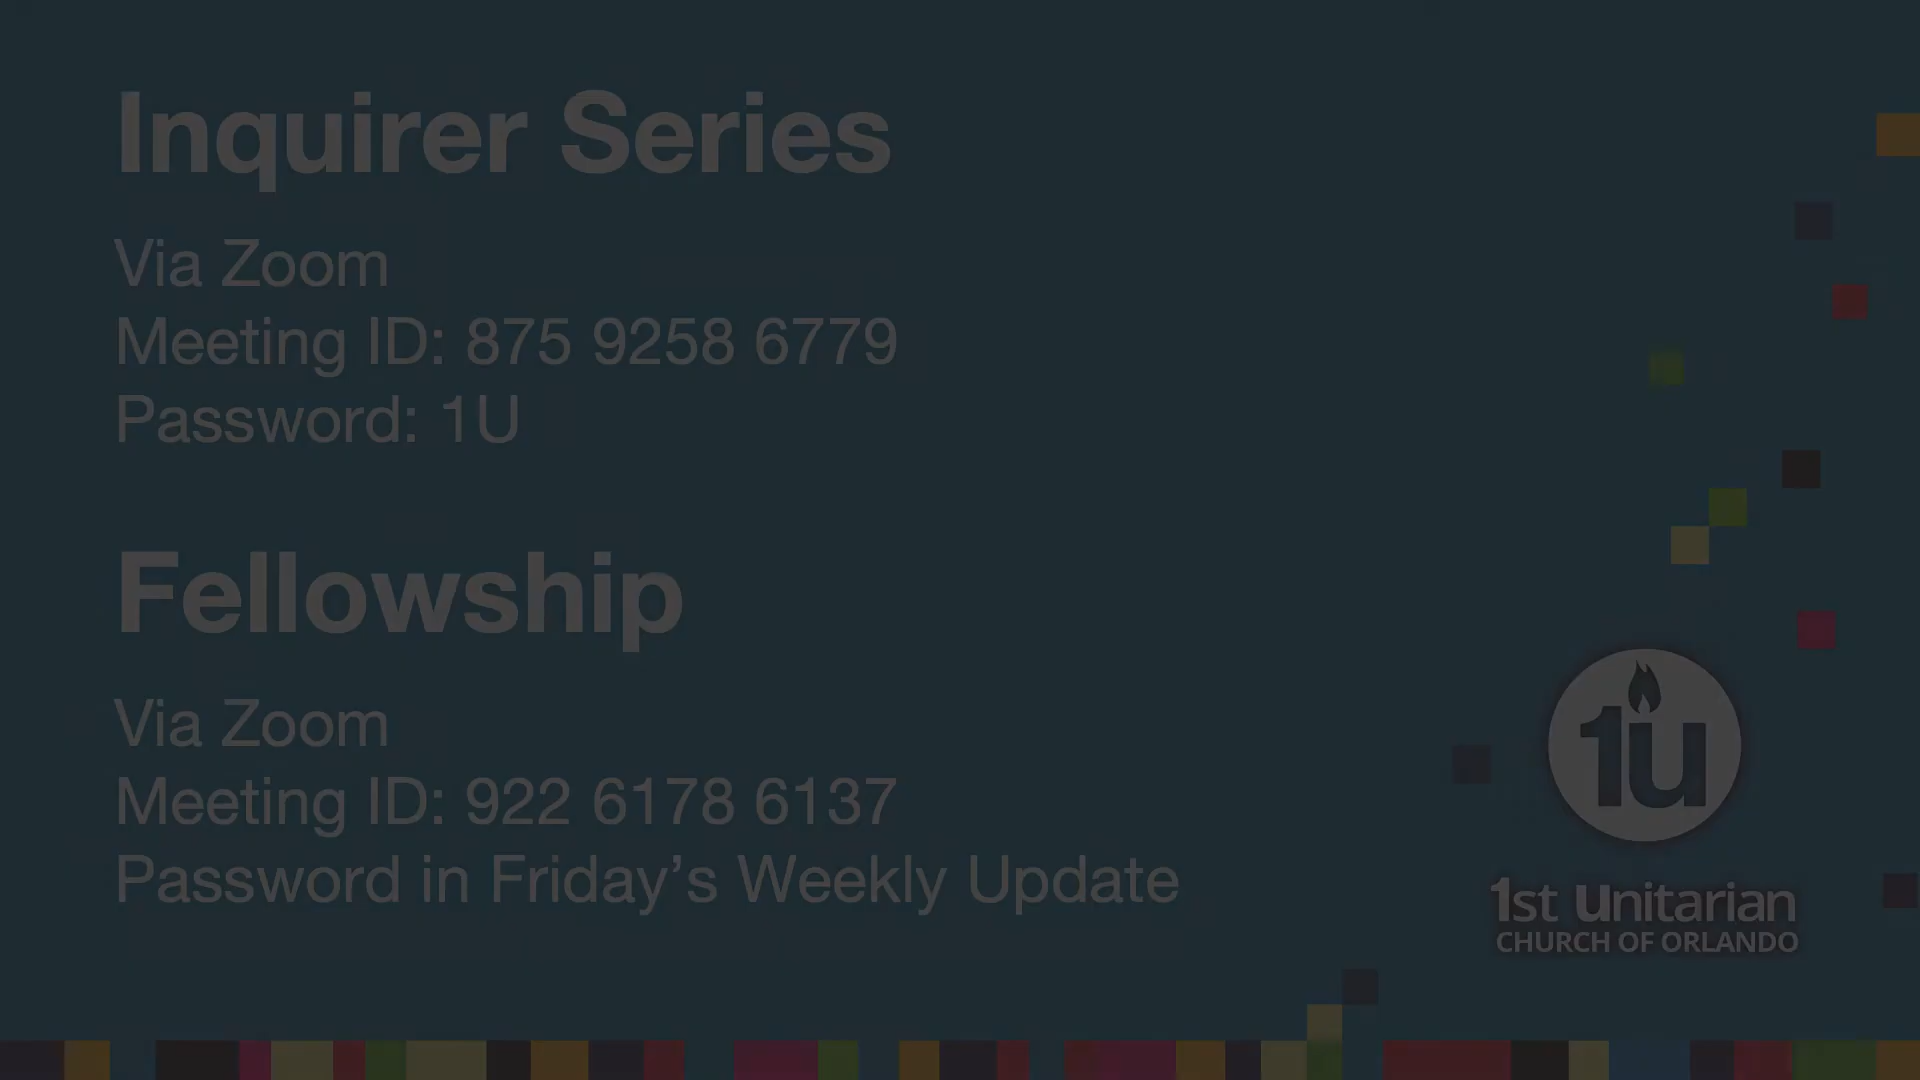 Inquirer Series
Via Zoom
Meeting ID: 875 9258 6779
Password: 1U
Fellowship
Via Zoom
Meeting ID: 922 6178 6137
Password in Friday’s Weekly Update
1u
1st Unitarian
CHURCH OF ORLANDO